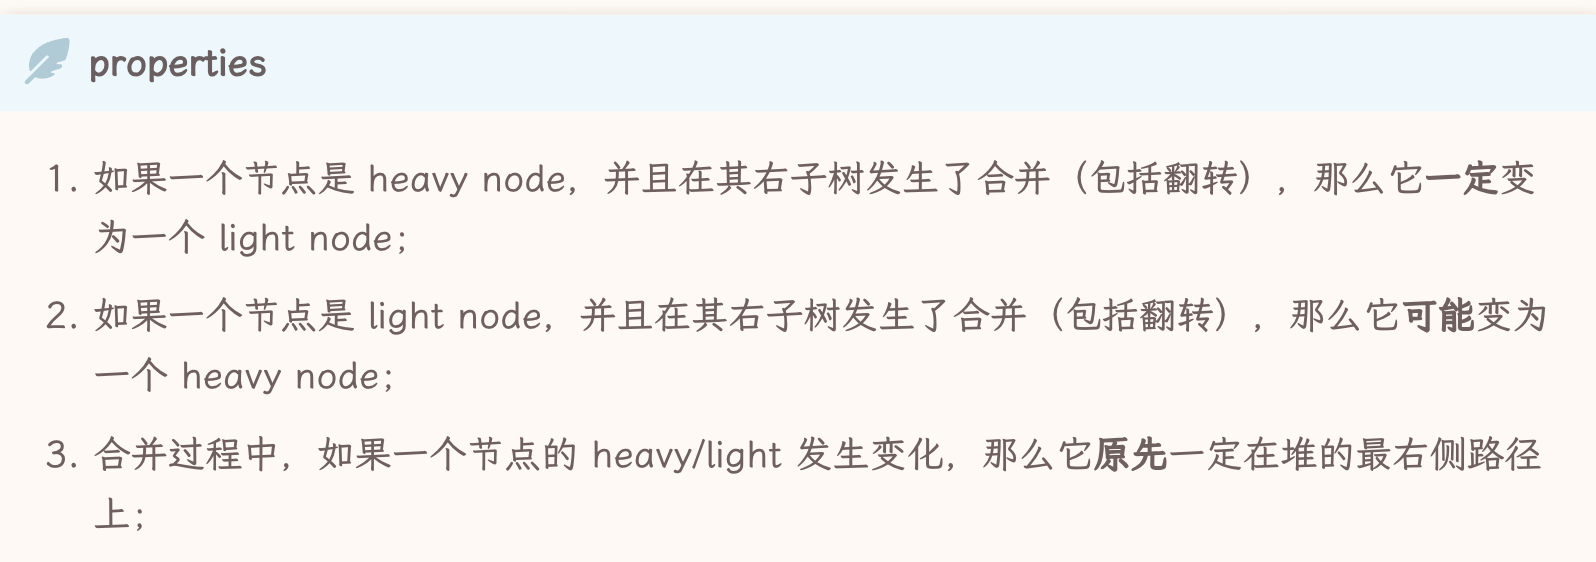 properties
1. 如果一个节点是 heavy node，并且在其右子树发生了合并（包括翻转），那么它一定变
为一个 light node；
2. 如果一个节点是 light node，并且在其右子树发生了合并（包括翻转），那么它可能变为
一个 heavy node；
3. 合并过程中，如果一个节点的 heavy/light 发生变化，那么它原先一定在堆的最右侧路径
上；